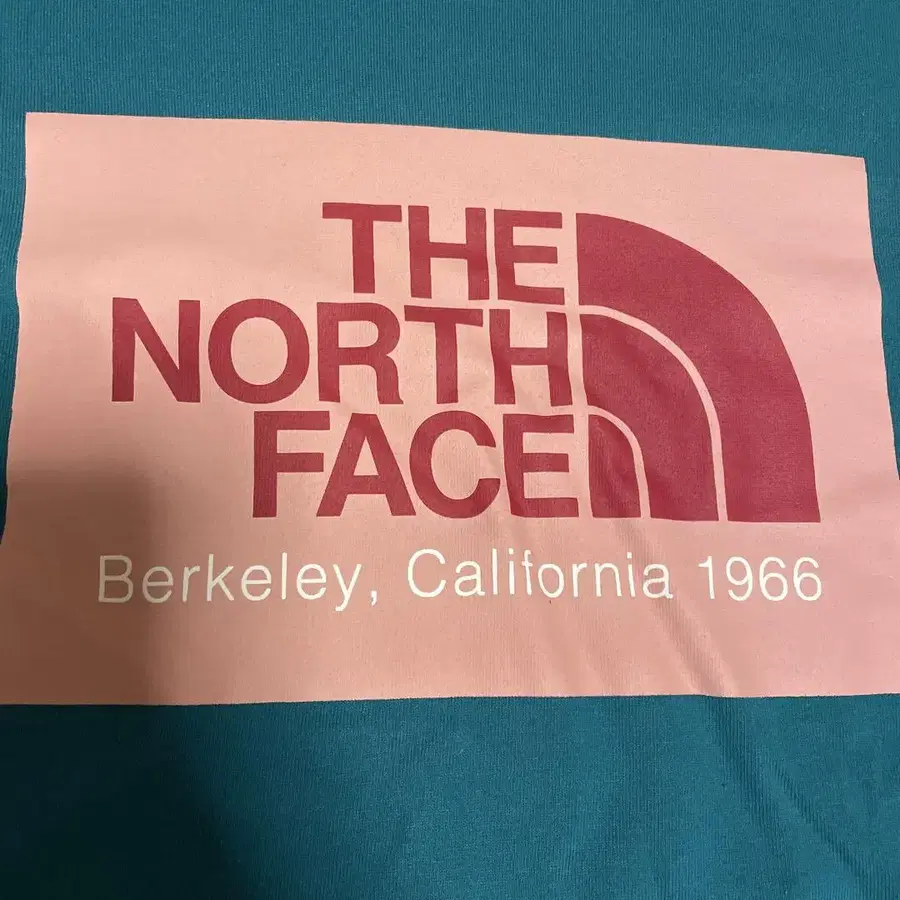 THE
NORTH
FACE
Berkeley, California 1966